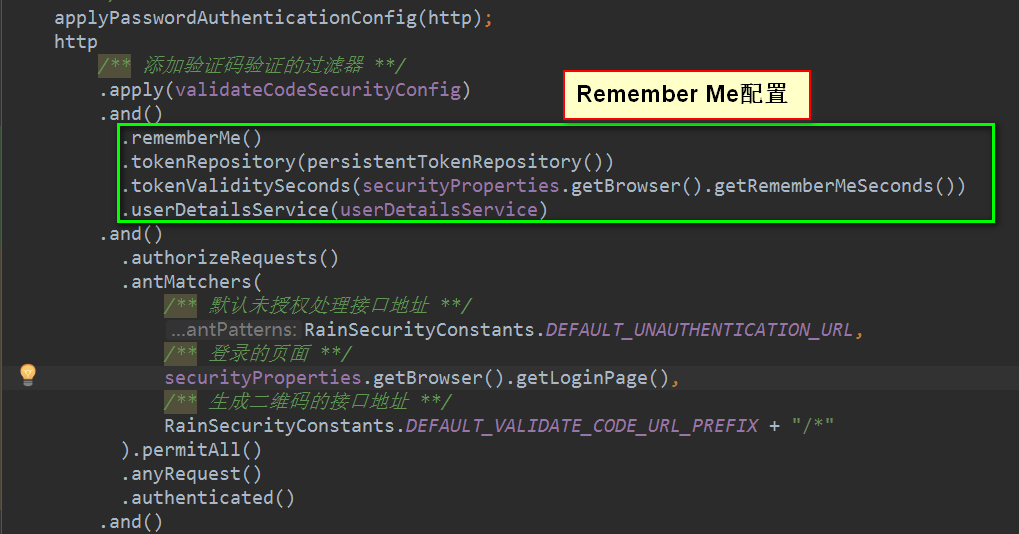 applyPasswordAuthenticationConfig(http);
http
/** 添加验证码验证的过滤器 **/
.apply(validateCodeSecurityConfig)
Remember Me配置
.and()
.rememberMe()
.tokenRepository(persistentTokenRepository())
.tokenValiditySeconds(securityProperties.getBrowser().getRememberMeSeconds())
.userDetailsService(userDetailsService)
.and()
.authorizeRequests()
.antMatchers(
/** 默认未授权处理接口地址 **/
...antPatterns: RainSecurityConstants.DEFAULT_UNAUTHENTICATION_URL,
/** 登录的页面 **/
securityProperties.getBrowser().getLoginPage(),
/** 生成二维码的接口地址 **/
RainSecurityConstants.DEFAULT_VALIDATE_CODE_URL_PREFIX + "/*"
).permitAll()
.anyRequest()
.authenticated()
.and()